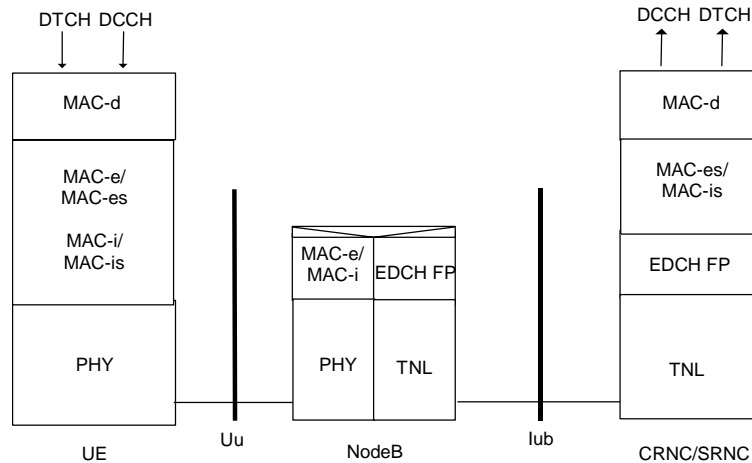 DTCH DCCH
MAC-d
MAC-e/
MAC-es
MAC-i/
MAC-is
PHY
UE
Uu
MAC-e/
MAC-i
EDCH FP
PHY
TNL
NodeB
Iub
DCCH DTCH
MAC-d
MAC-es/
MAC-is
EDCH FP
TNL
CRNC/SRNC